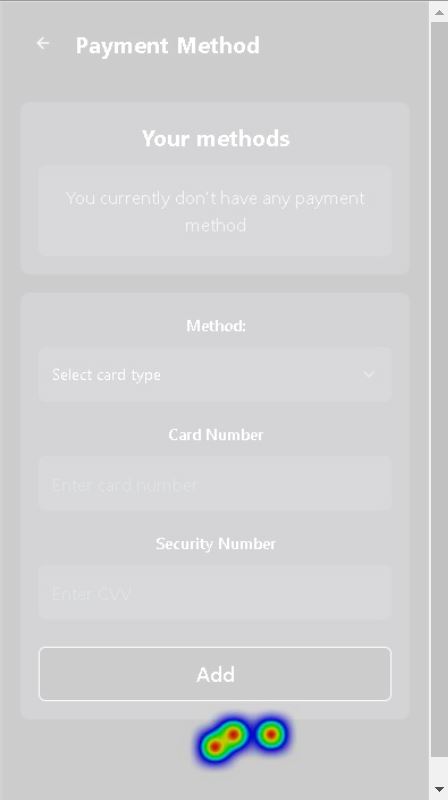 Payment Method
Your methods
You currently don't have any payment
method
Method:
Select card type
Card Number
Enter card number
Security Number
Enter CVV
Add